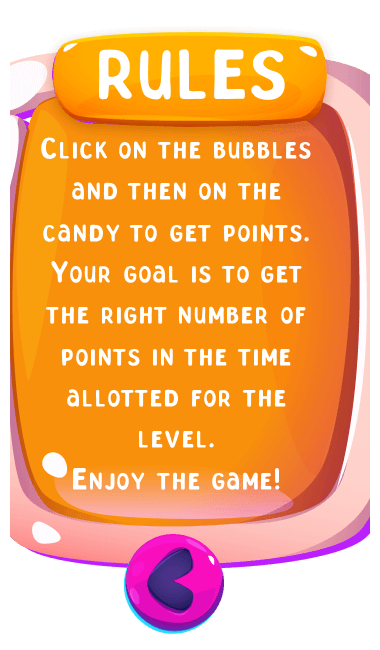 RULES
Click on the bubbles
and then on the
candy to get points.
Your goal is to get
the right number of
points in the time
allotted for the
level.
Enjoy the game!